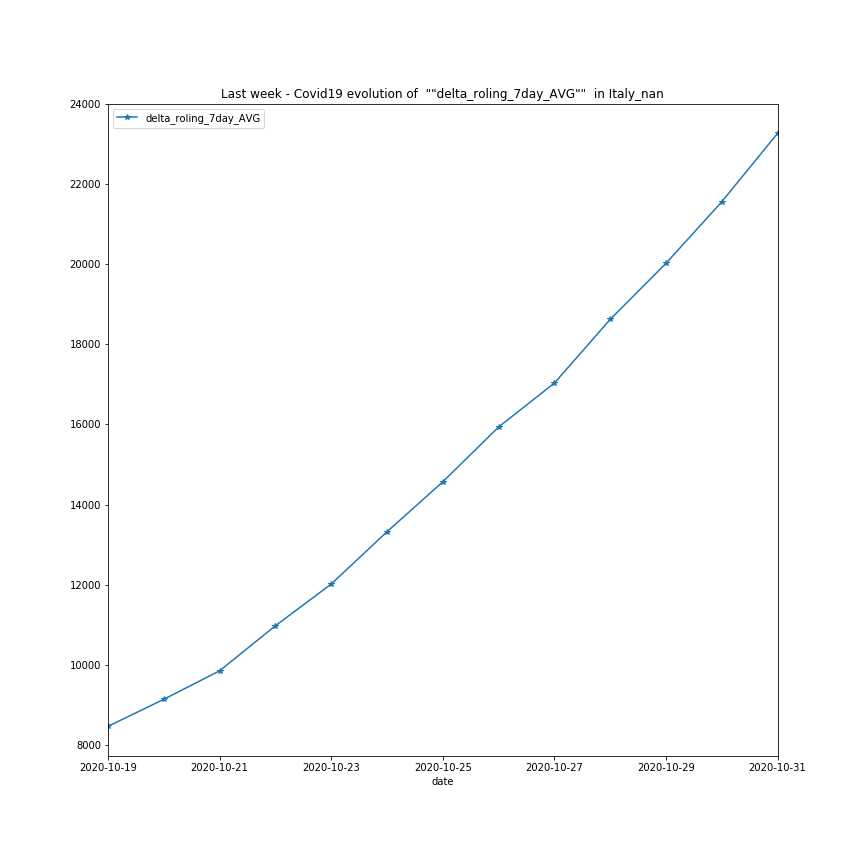 Last week - Covid19 evolution of  ""delta_roling_7day_AVG""  in Italy_nan
24000
delta_roling_7day_AVG
22000
20000
18000
16000
14000
12000
10000
8000
2020-10-19 2020-10-21 2020-10-23 2020-10-25 2020-10-27 2020-10-29 2020-10-31
date